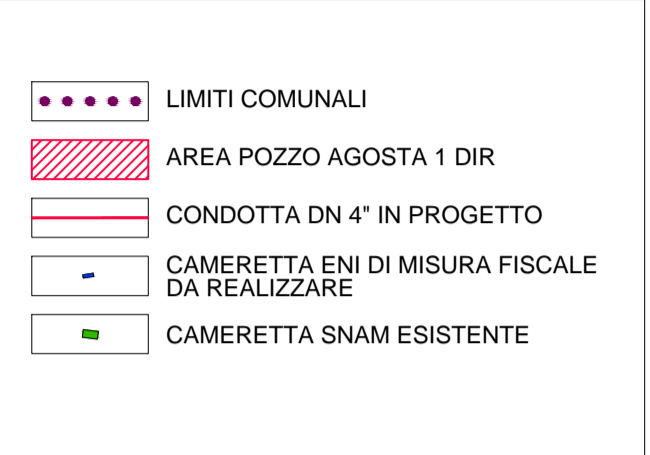 LIMITI COMUNALI
AREA POZZO AGOSTA 1 DIR
CONDOTTA DN 4" IN PROGETTO
CAMERETTA ENI DI MISURA FISCALE
DA REALIZZARE
CAMERETTA SNAM ESISTENTE